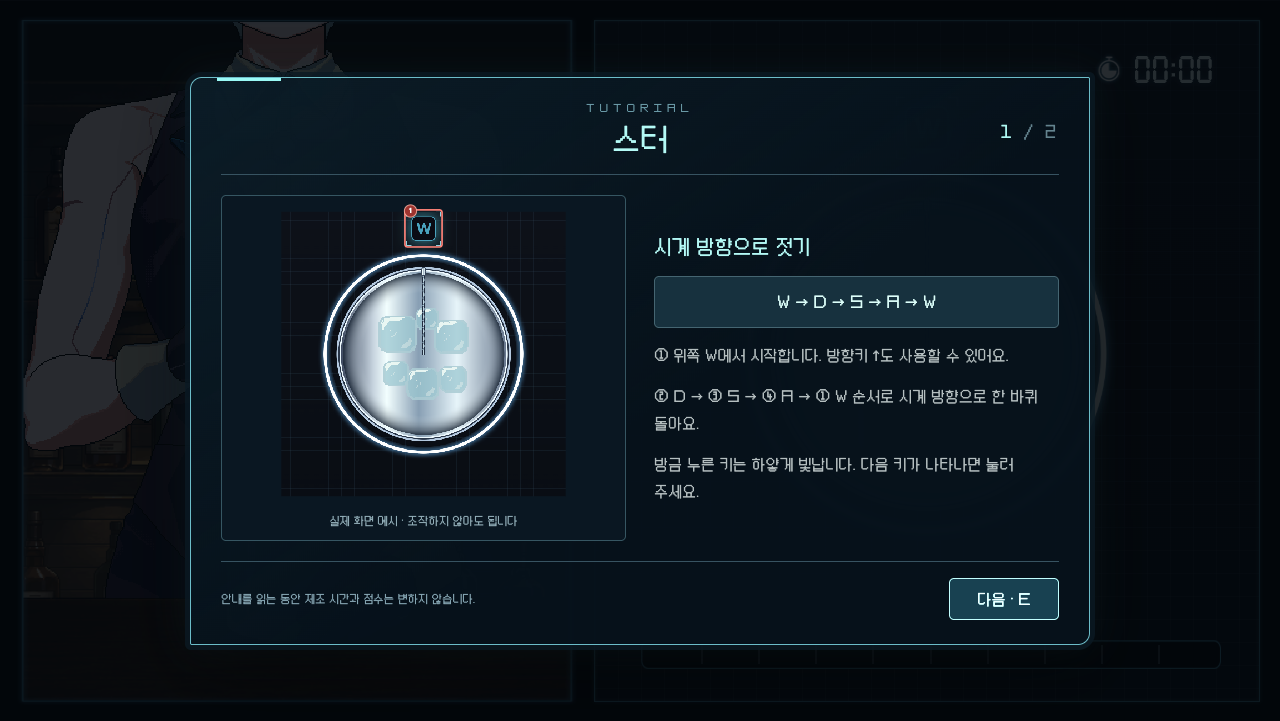 00:00
TUTORIAL
스터
1 / 2
1
W
시계 방향으로 젓기
W → D → S → A → W
① 위쪽 W에서 시작합니다. 방향키 ↑도 사용할 수 있어요.
② D → ③ S → ④ A → ① W 순서로 시계 방향으로 한 바퀴
돌아요.
방금 누른 키는 하얗게 빛납니다. 다음 키가 나타나면 눌러
주세요.
실제 화면 예시 · 조작하지 않아도 됩니다
안내를 읽는 동안 제조 시간과 점수는 변하지 않습니다.
다음 · E